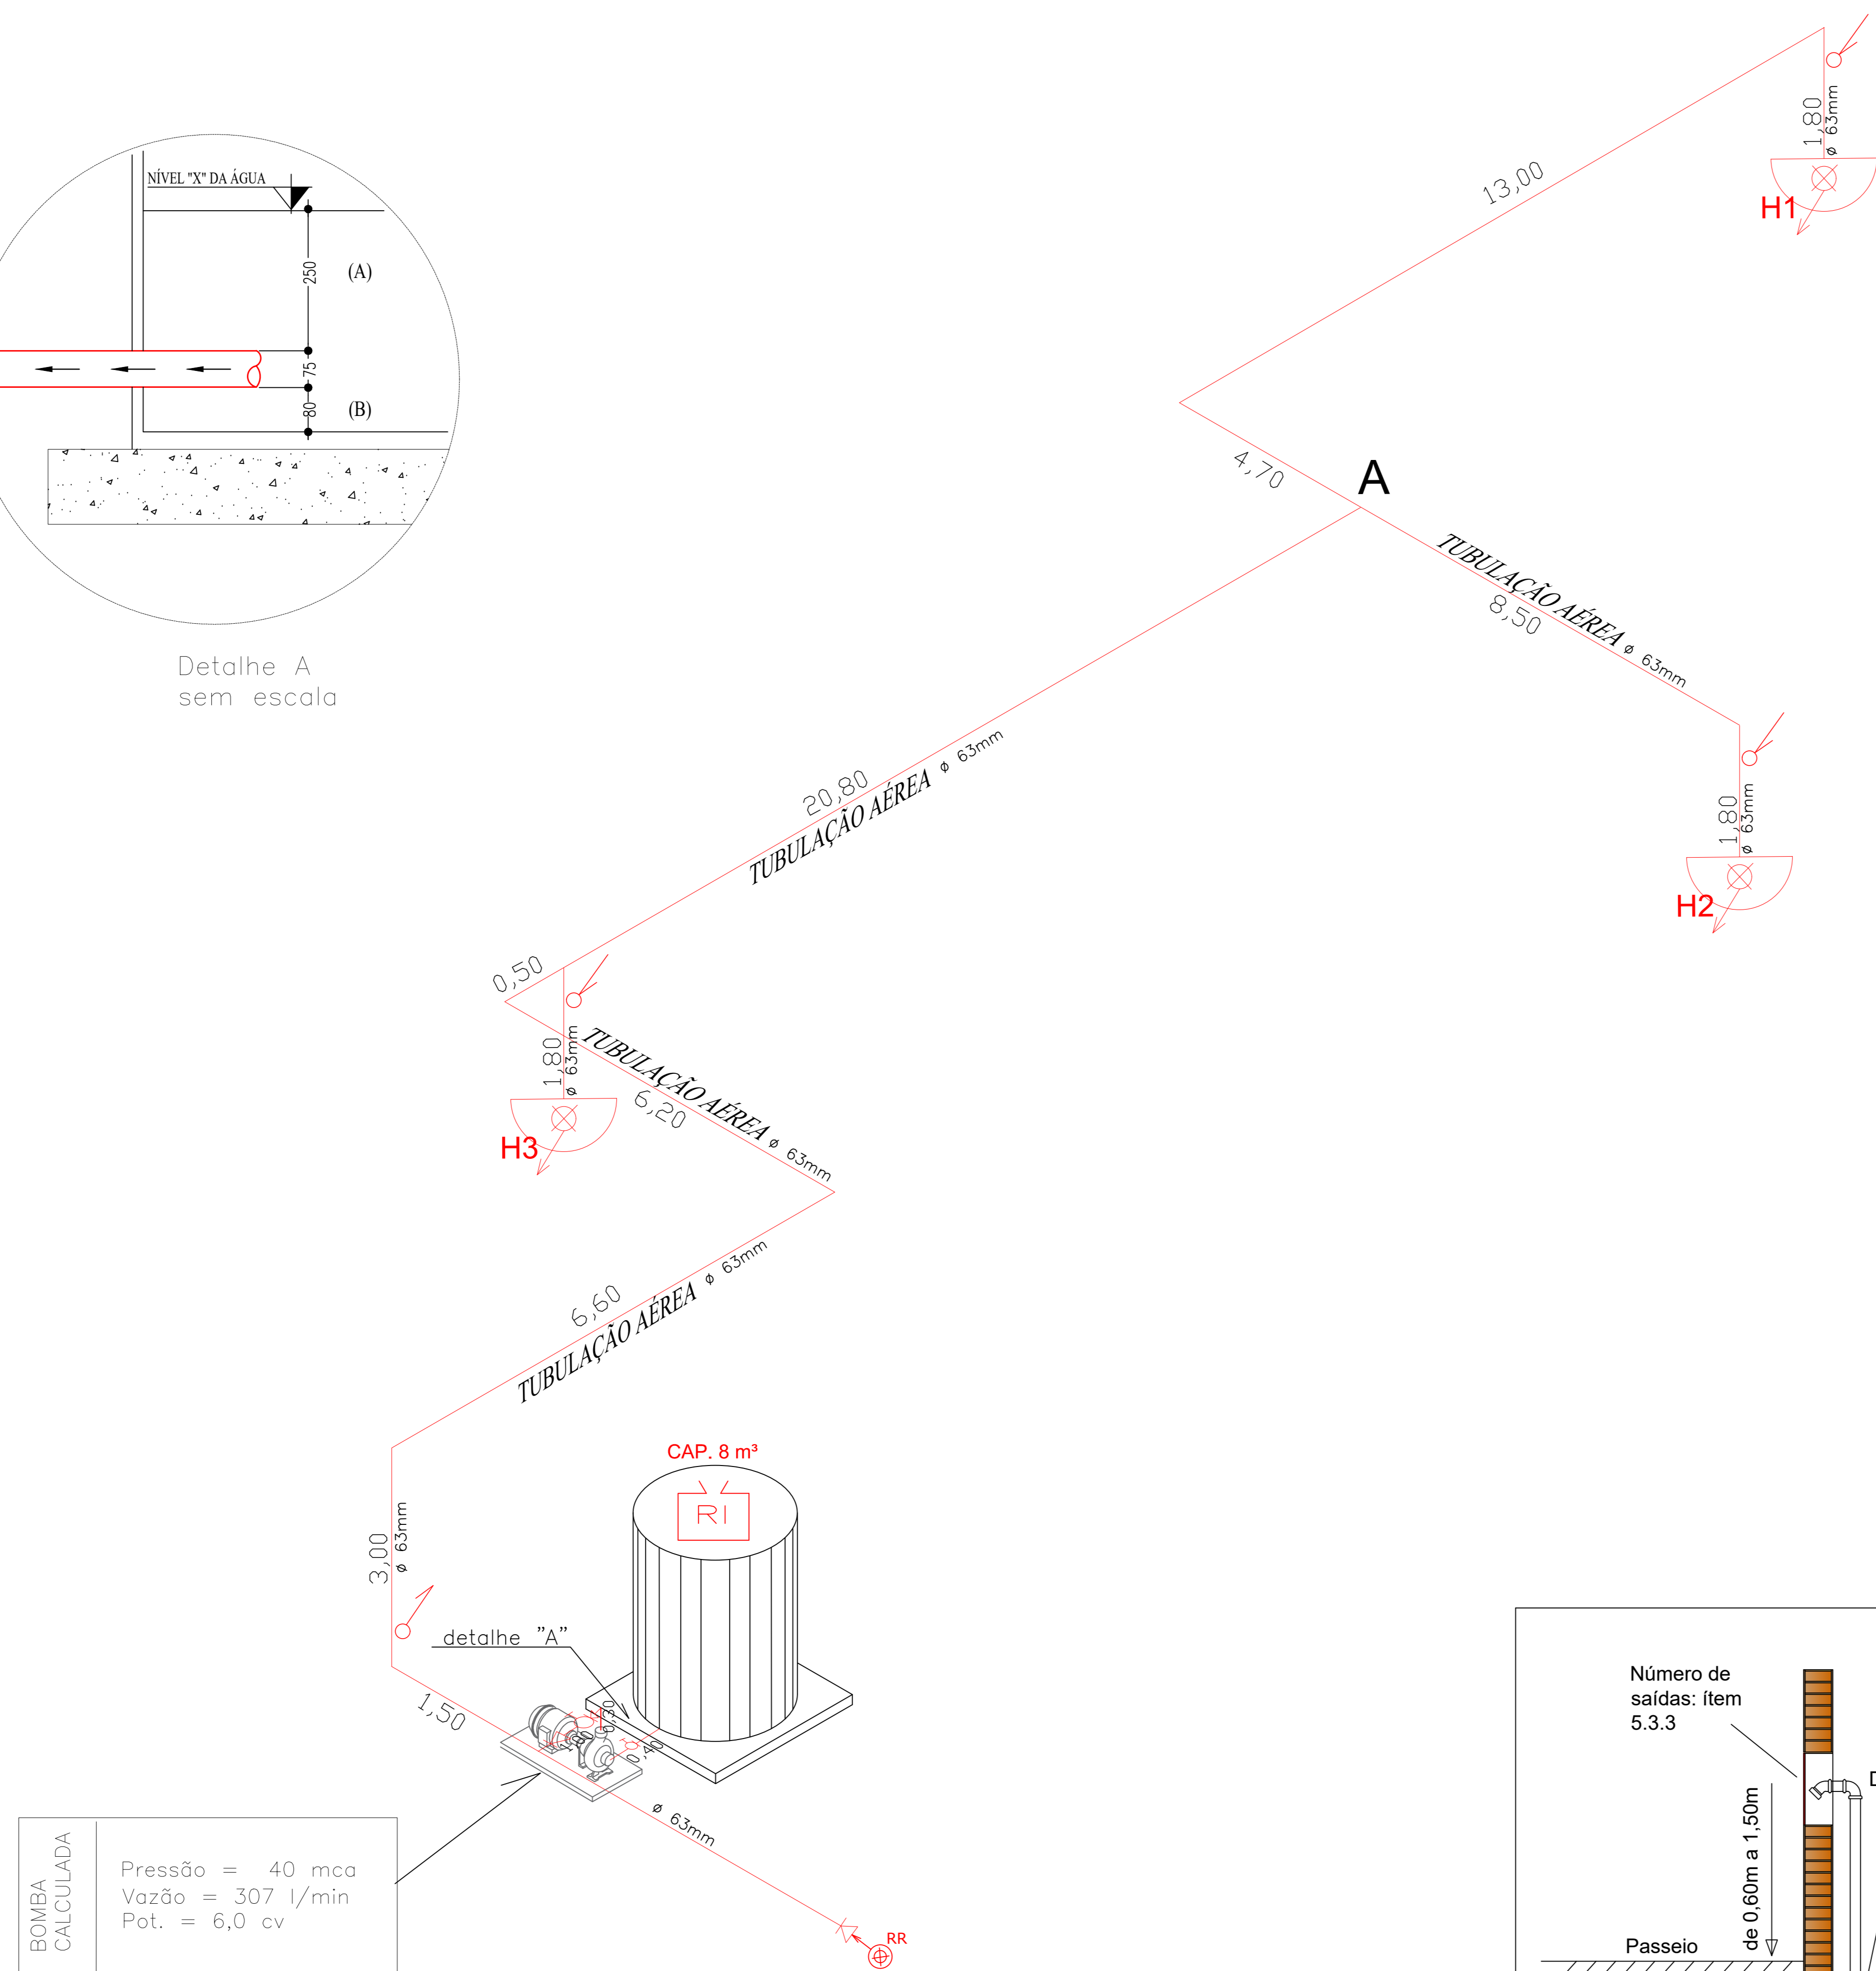 1,80
ø 63mm
H1
13,00
NÍVEL "X" DA ÁGUA
250
(A)
75
80
(B)
Detalhe A
sem escala
4,70
A
TUBULAÇÃO AÉREA ø 63mm
8,50
1,80
ø 63mm
H2
20,80
TUBULAÇÃO AÉREA ø 63mm
0,50
1,80
ø 63mm
H3
TUBULAÇÃO AÉREA ø 63mm
6,20
6,60
TUBULAÇÃO AÉREA ø 63mm
CAP. 8 m³
RI
3,00
ø 63mm
detalhe "A"
1,50
0,30
0,40
ø 63mm
RR
BOMBA
CALCULADA
Pressão = 40 mca
Vazão = 307 l/min
Pot. = 6,0 cv
Número de
saídas: ítem
5.3.3
de 0,60m a 1,50m
Passeio